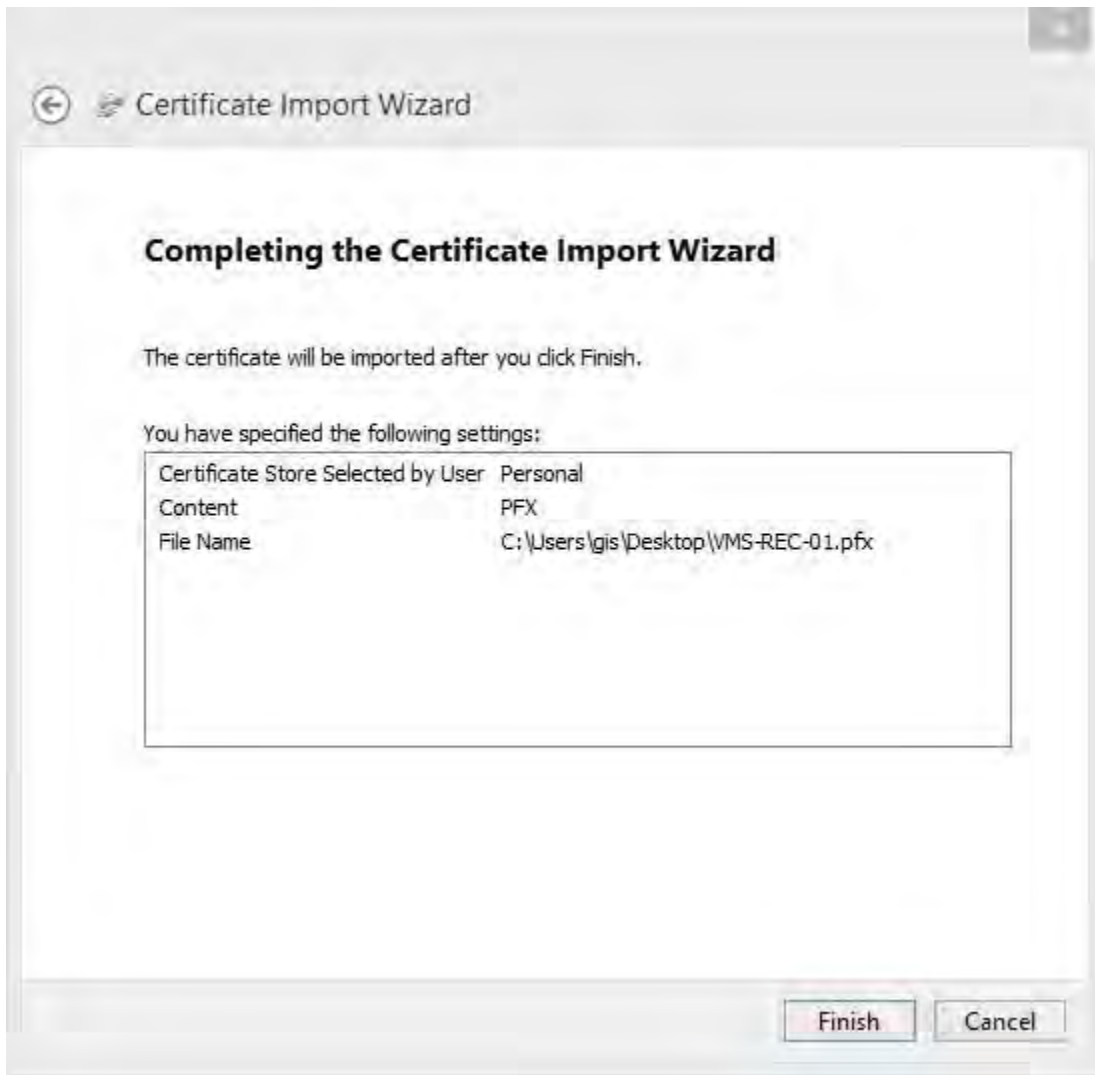 Certificate Import Wizard
Completing the Certificate Import Wizard
The certificate will be imported after you click Finish.
You have specified the following settings:
Certificate Store Selected by User Personal
Content PFX
File Name C:\Users\gis\Desktop\VMS-REC-01.pfx
Finish Cancel